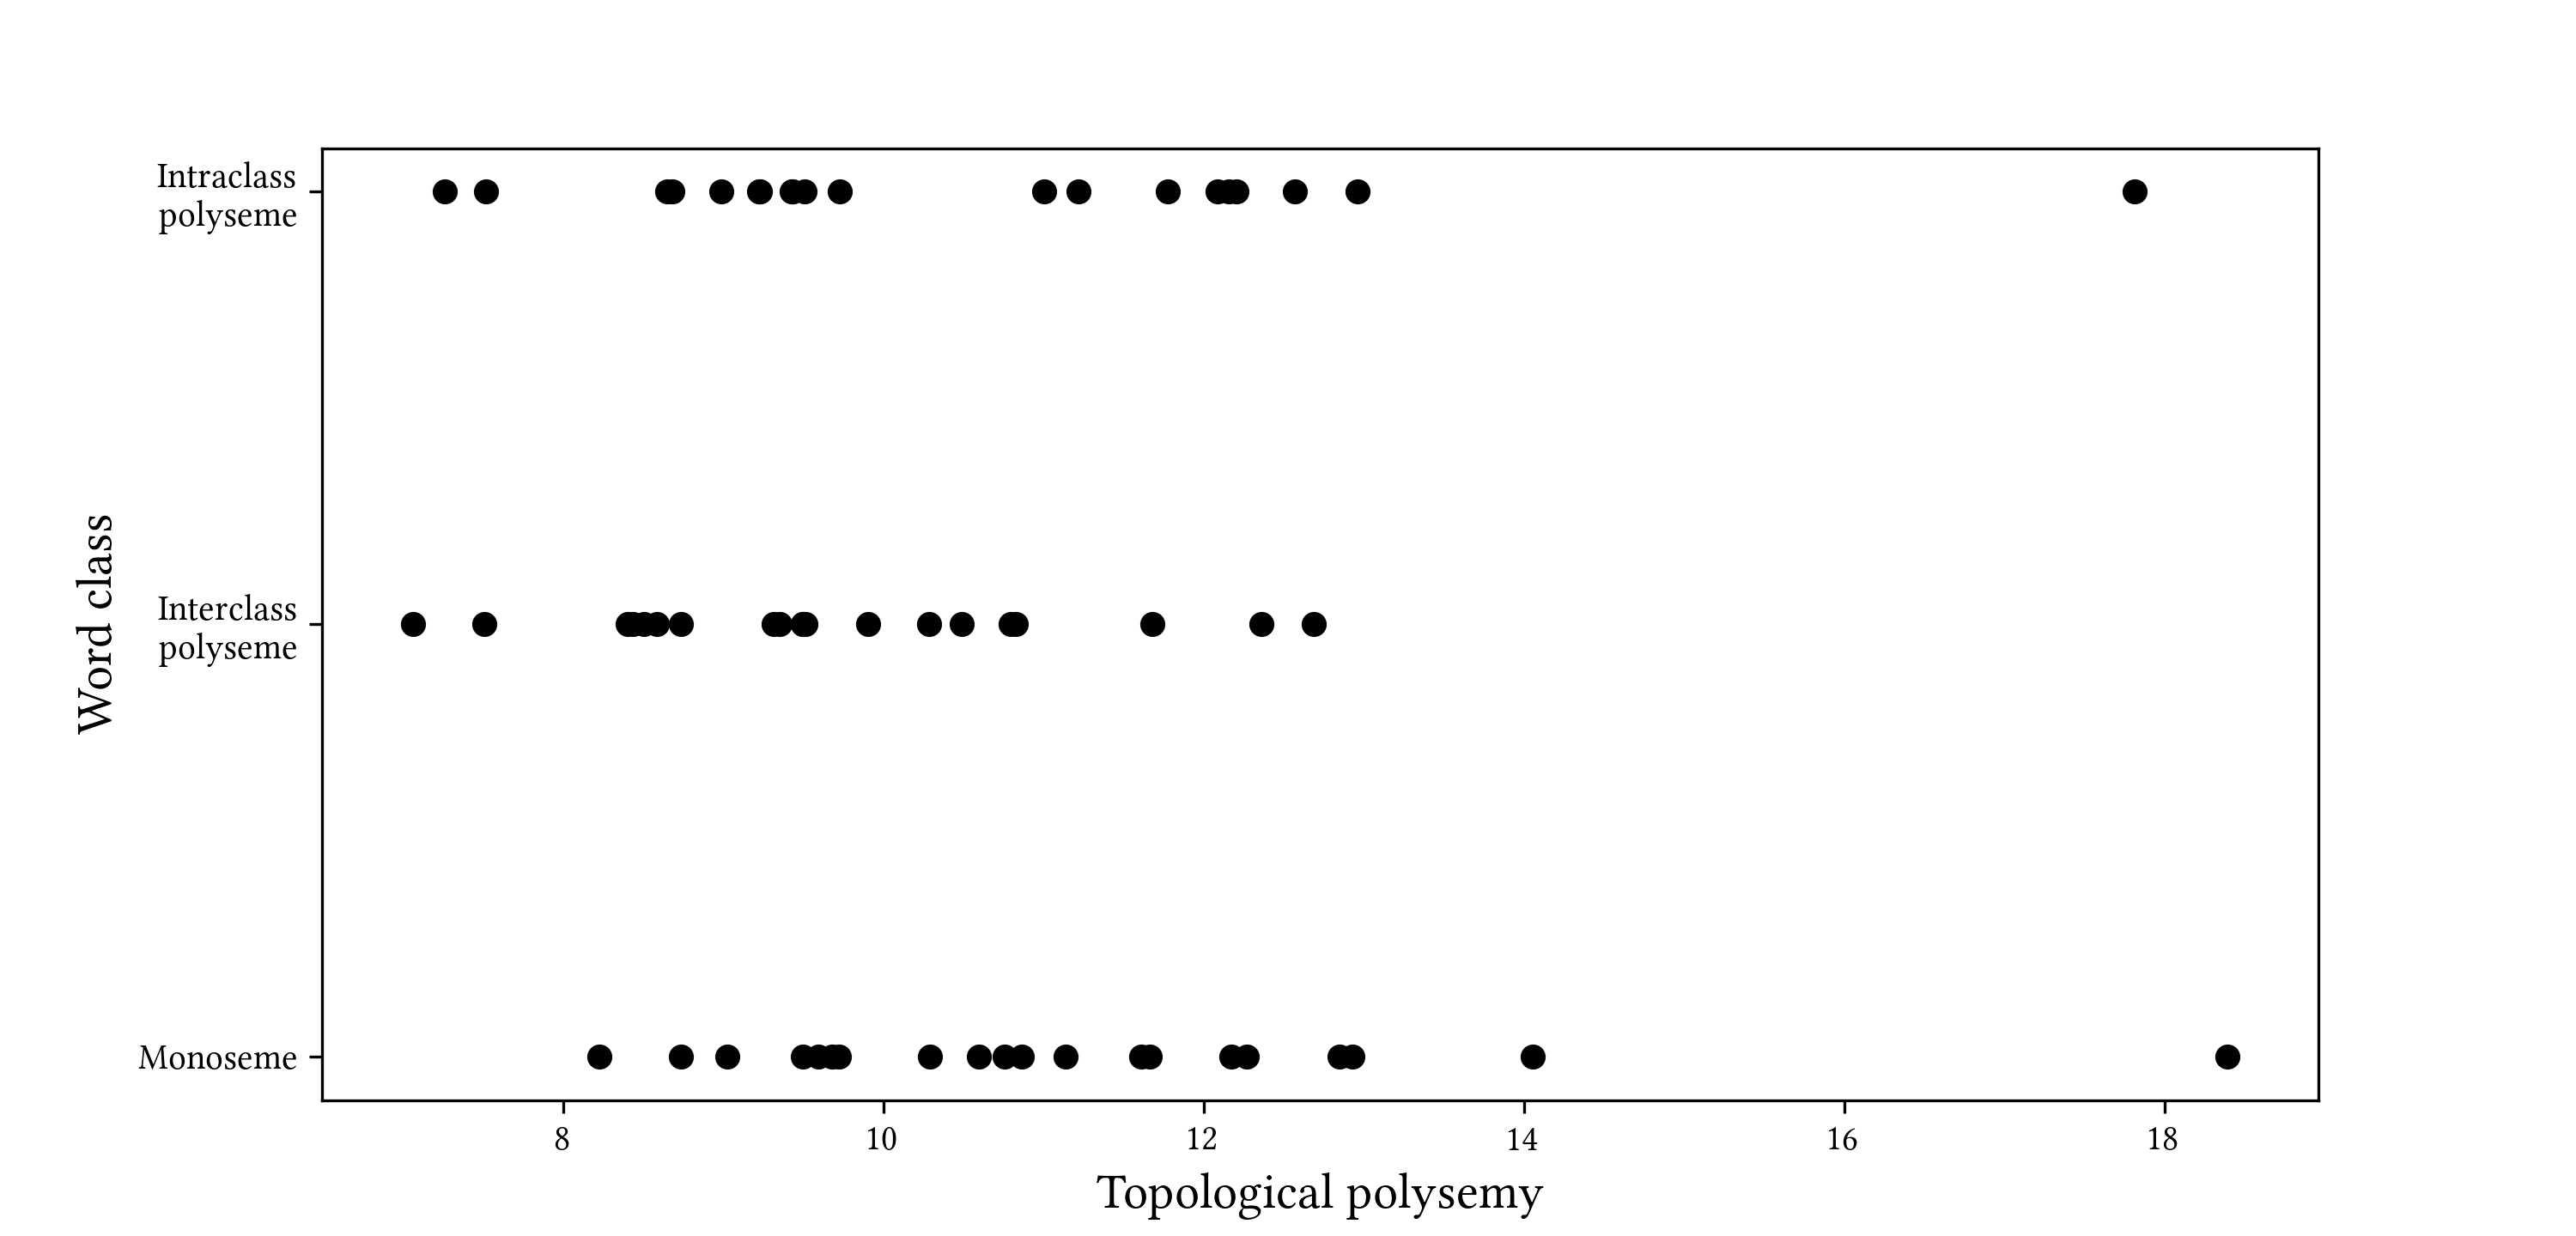 Intraclass
polyseme
Interclass
polyseme
Monoseme
Word class
8
10
12
14
16
18
Topological polysemy